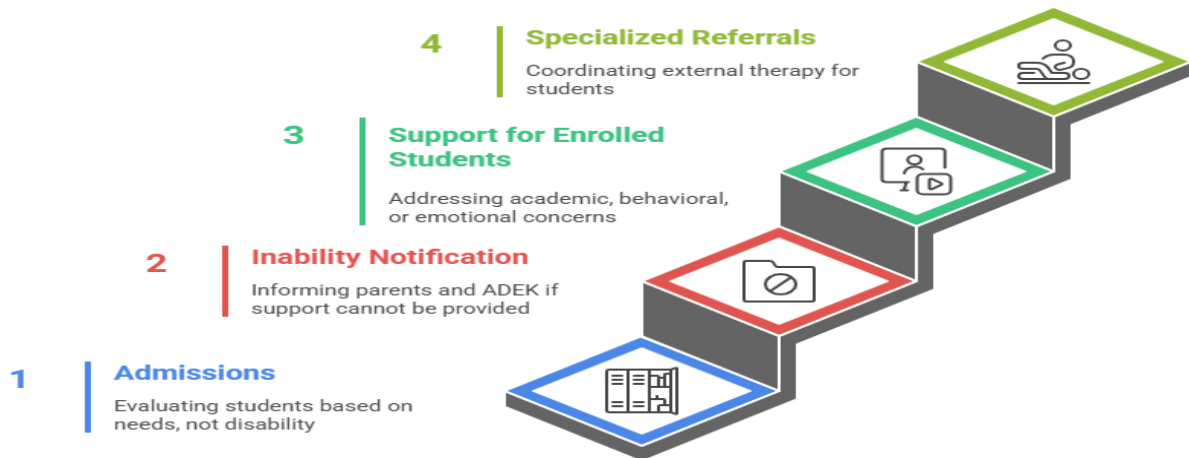 4
Specialized Referrals
Coordinating external therapy for
students
3
Support for Enrolled
Students
Addressing academic, behavioral,
or emotional concerns
2
Inability Notification
Informing parents and ADEK if
support cannot be provided
1
Admissions
Evaluating students based on
needs, not disability